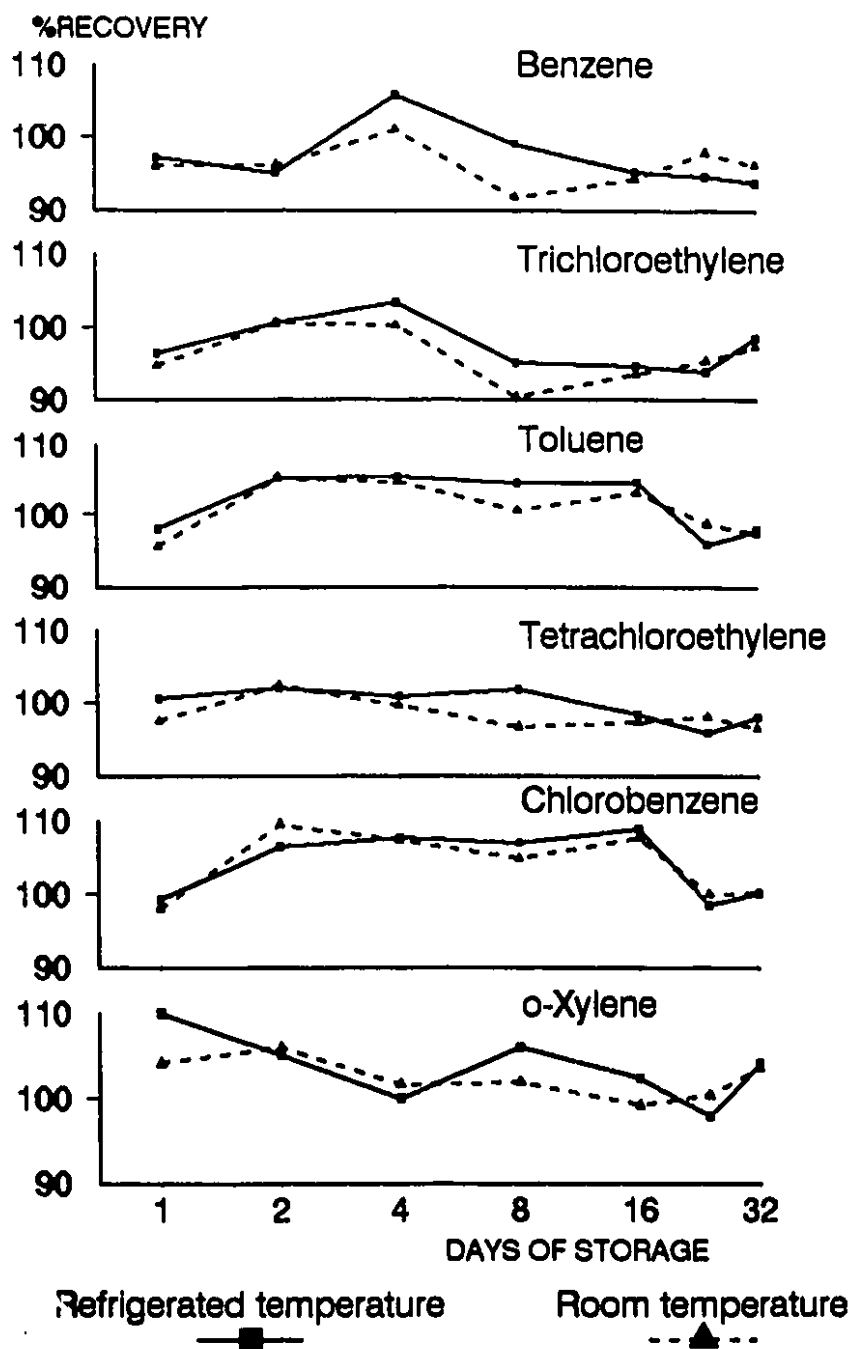 %RECOVERY
110 Benzene
100
90
110 Trichloroethylene
100
90
110 Toluene
100
90
110 Tetrachloroethylene
100
90
Chlorobenzene
110
100
90
110 o-Xylene
100
90
1 2 4 8 16 32
DAYS OF STORAGE
Refrigerated temperature Room temperature